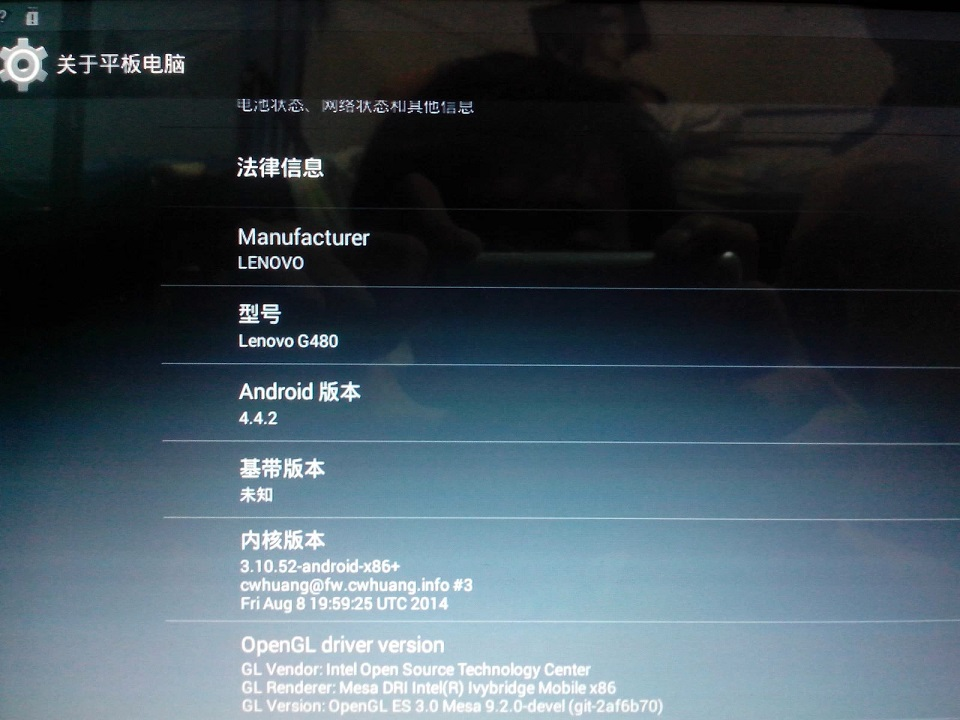 关于平板电脑
电池状态、网络状态和其他信息
法律信息
Manufacturer
LENOVO
型号
Lenovo G480
Android 版本
4.4.2
基带版本
未知
内核版本
3.10.52-android-x86+
cwhuang@fw.cwhuang.info #3
Fri Aug 8 19:59:25 UTC 2014
OpenGL driver version
GL Vendor: Intel Open Source Technology Center
GL Renderer: Mesa DRI Intel(R) Ivybridge Mobile x86
GL Version: OpenGL ES 3.0 Mesa 9.2.0-devel (git-2af6b70)